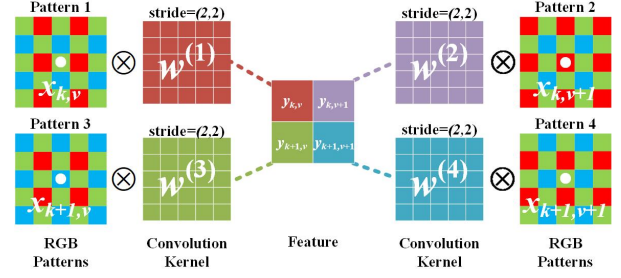 Pattern 1
stride=(2,2)
stride=(2,2)
Pattern 2
x_{k,v}
⊗
w^{(1)}
w^{(2)}
⊗
x_{k,v+1}
y_{k,v} y_{k,v+1}
y_{k+1,v} y_{k+1,v+1}
Pattern 3
stride=(2,2)
stride=(2,2)
Pattern 4
x_{k+1,v}
⊗
w^{(3)}
w^{(4)}
⊗
x_{k+1,v+1}
RGB
Patterns
Convolution
Kernel
Feature
Convolution
Kernel
RGB
Patterns